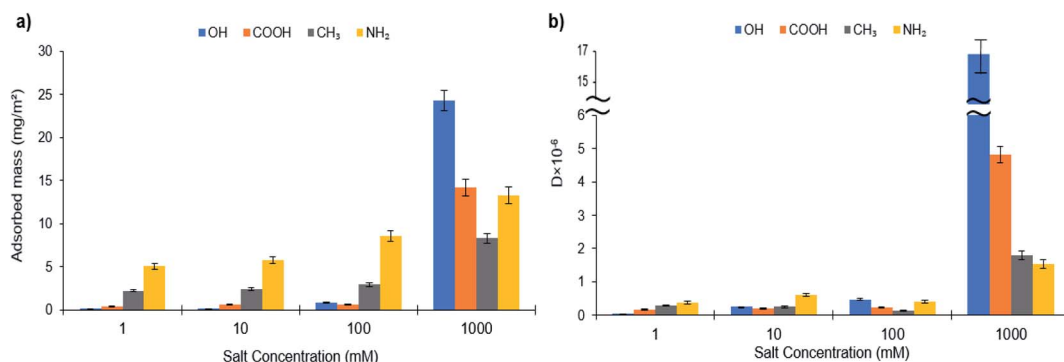 a)
OH COOH CH₃ NH₂
Adsorbed mass (mg/m²)
30
25
20
15
10
5
0
1 10 100 1000
Salt Concentration (mM)
b)
OH COOH CH₃ NH₂
D×10⁻⁶
17
15
6
5
4
3
2
1
0
1 10 100 1000
Salt Concentration (mM)